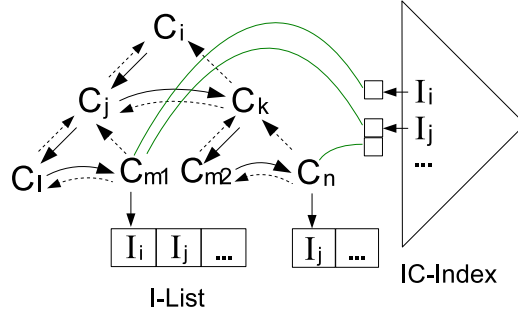 Ci
Cj Ck
Cl Cm1 Cm2 Cn
Ii
Ij
...
Ii Ij ...
Ij ...
I-List
IC-Index